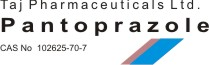 Taj Pharmaceuticals Ltd.
Pantoprazole
CAS No 102625-70-7